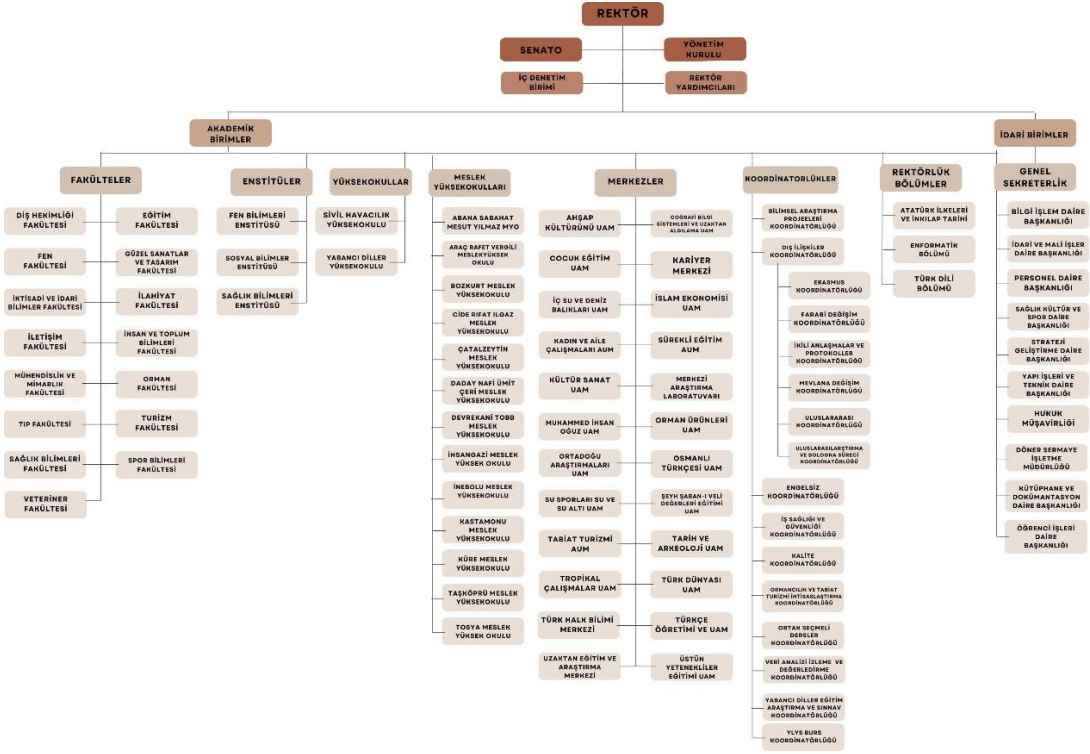 REKTÖR
SENATO
YÖNETİM
KURULU
İÇ DENETİM
BİRİMİ
REKTÖR
YARDIMCILARI
AKADEMİK
BİRİMLER
İDARİ BİRİMLER
FAKÜLTELER
DİŞ HEKİMLİĞİ
FAKÜLTESİ
EĞİTİM
FAKÜLTESİ
FEN
FAKÜLTESİ
GÜZEL SANATLAR
VE TASARIM
FAKÜLTESİ
İKTİSADİ VE İDARİ
BİLİMLER FAKÜLTESİ
İLAHİYAT
FAKÜLTESİ
İLETİŞİM
FAKÜLTESİ
İNSAN VE TOPLUM
BİLİMLERİ
FAKÜLTESİ
MÜHENDİSLİK VE
MİMARLIK
FAKÜLTESİ
ORMAN
FAKÜLTESİ
TIP FAKÜLTESİ
TURİZM
FAKÜLTESİ
SAĞLIK BİLİMLERİ
FAKÜLTESİ
SPOR BİLİMLERİ
FAKÜLTESİ
VETERİNER
FAKÜLTESİ
ENSTİTÜLER
FEN BİLİMLERİ
ENSTİTÜSÜ
SOSYAL BİLİMLER
ENSTİTÜSÜ
SAĞLIK BİLİMLERİ
ENSTİTÜSÜ
YÜKSEKOKULLAR
SİVİL HAVACILIK
YÜKSEKOKULU
YABANCI DİLLER
YÜKSEKOKULU
MESLEK
YÜKSEKOKULLARI
ABANA SABAHAT
MESUT YILMAZ MYO
ARAÇ RAFET VERGİLİ
MESLEKYÜKSEK
OKULU
BOZKURT MESLEK
YÜKSEKOKULU
CİDE RIFAT ILGAZ
MESLEK
YÜKSEKOKULU
ÇATALZEYTİN
MESLEK
YÜKSEKOKULU
DADAY NAFİ ÜMİT
ÇERİ MESLEK
YÜKSEKOKULU
DEVREKANİ TOBB
MESLEK
YÜKSEKOKULU
İHSANGAZİ MESLEK
YÜKSEK OKULU
İNEBOLU MESLEK
YÜKSEKOKULU
KASTAMONU
MESLEK
YÜKSEKOKULU
KÜRE MESLEK
YÜKSEKOKULU
TAŞKÖPRÜ MESLEK
YÜKSEKOKULU
TOSYA MESLEK
YÜKSEK OKULU
MERKEZLER
AHŞAP
KÜLTÜRÜNÜ UAM
COĞRAFİ BİLGİ
SİSTEMLERİ VE UZAKTAN
ALGILAMA UAM
COCUK EĞİTİM
UAM
KARİYER
MERKEZİ
İÇ SU VE DENİZ
BALIKLARI UAM
İSLAM EKONOMİSI
UAM
KADIN VE AİLE
ÇALIŞMALARI AUM
SÜREKLİ EĞİTİM
AUM
KÜLTÜR SANAT
UAM
MERKEZİ
ARAŞTIRMA
LABORATUVARI
MUHAMMED İHSAN
OĞUZ UAM
ORMAN ÜRÜNLERİ
UAM
ORTADOĞU
ARAŞTIRMALARI
UAM
OSMANLI
TÜRKÇESİ UAM
SU SPORLARI SU VE
SU ALTI UAM
ŞEYH ŞABAN-I VELİ
DEĞERLERİ EĞİTİMİ
UAM
TABİAT TURİZMİ
AUM
TARİH VE
ARKEOLOJİ UAM
TROPİKAL
ÇALIŞMALAR UAM
TÜRK DÜNYASI
UAM
TÜRK HALK BİLİMİ
MERKEZİ
TÜRKÇE
ÖĞRETİMİ VE UAM
UZAKTAN EĞİTİM VE
ARAŞTIRMA
MERKEZİ
ÜSTÜN
YETENEKLİLER
EĞİTİMİ UAM
KOORDİNATORLÜKLER
BİLİMSEL ARAŞTIRMA
PROJEELERİ
KOORDİNATÖRLÜĞÜ
DIŞ İLİŞKİLER
KOORDİNATÖRLÜĞÜ
ERASMUS
KOORDİNATÖRLÜĞÜ
FARABİ DEĞİŞİM
KOORDİNATÖRLÜĞÜ
İKİLİ ANLAŞMALAR VE
PROTOKOLLER
KOORDİNATÖRLÜĞÜ
MEVLANA DEĞİŞİM
KOORDİNATÖRLÜĞÜ
ULUSLARARASI
KOORDİNATÖRLÜĞÜ
ULUSLARASILARŞTIRMA
VE BOLOGNA SÜRECİ
KOORDİNATÖRLÜĞÜ
ENGELSİZ
KOORDİNATÖRLÜĞÜ
İŞ SAĞLIĞI VE
GÜVENLİĞİ
KOORDİNATÖRLÜĞÜ
KALİTE
KOORDİNATÖRLÜĞÜ
ORMANCILIK VE TABİAT
TURİZMİ İHTİSASLAŞTIRMA
KOORDİNATÖRLÜĞÜ
ORTAK SEÇMELİ
DERSLER
KOORDİNATÖRLÜĞÜ
VERİ ANALİZİ İZLEME VE
DEĞERLEDİRME
KOORDİNATÖRLÜĞÜ
YABANCI DİLLER EĞİTİM
ARAŞTIRMA VE SINNAV
KOORDİNATÖRLÜĞÜ
YLYS BURS
KOORDİNATÖRLÜĞÜ
REKTÖRLÜK
BÖLÜMLER
ATATÜRK İLKELERİ
VE İNKILAP TARİHİ
ENFORMATİK
BÖLÜMÜ
TÜRK DİLİ
BÖLÜMÜ
GENEL
SEKRETERLİK
BİLGİ İŞLEM DAİRE
BAŞKANLIĞI
İDARİ VE MALİ İŞLER
DAİRE BAŞKANLIĞI
PERSONEL DAİRE
BAŞKANLIĞI
SAĞLIK KÜLTÜR VE
SPOR DAİRE
BAŞKANLIĞI
STRATEJİ
GELİŞTİRME DAİRE
BAŞKANLIĞI
YAPI İŞLERİ VE
TEKNİK DAİRE
BAŞKANLIĞI
HUKUK
MÜŞAVİRLİĞİ
DÖNER SERMAYE
İŞLETME
MÜDÜRLÜĞÜ
KÜTÜPHANE VE
DOKÜMANTASYON
DAİRE BAŞKANLIĞI
ÖĞRENCİ İŞLERİ
DAİRE
BAŞKANLIĞI